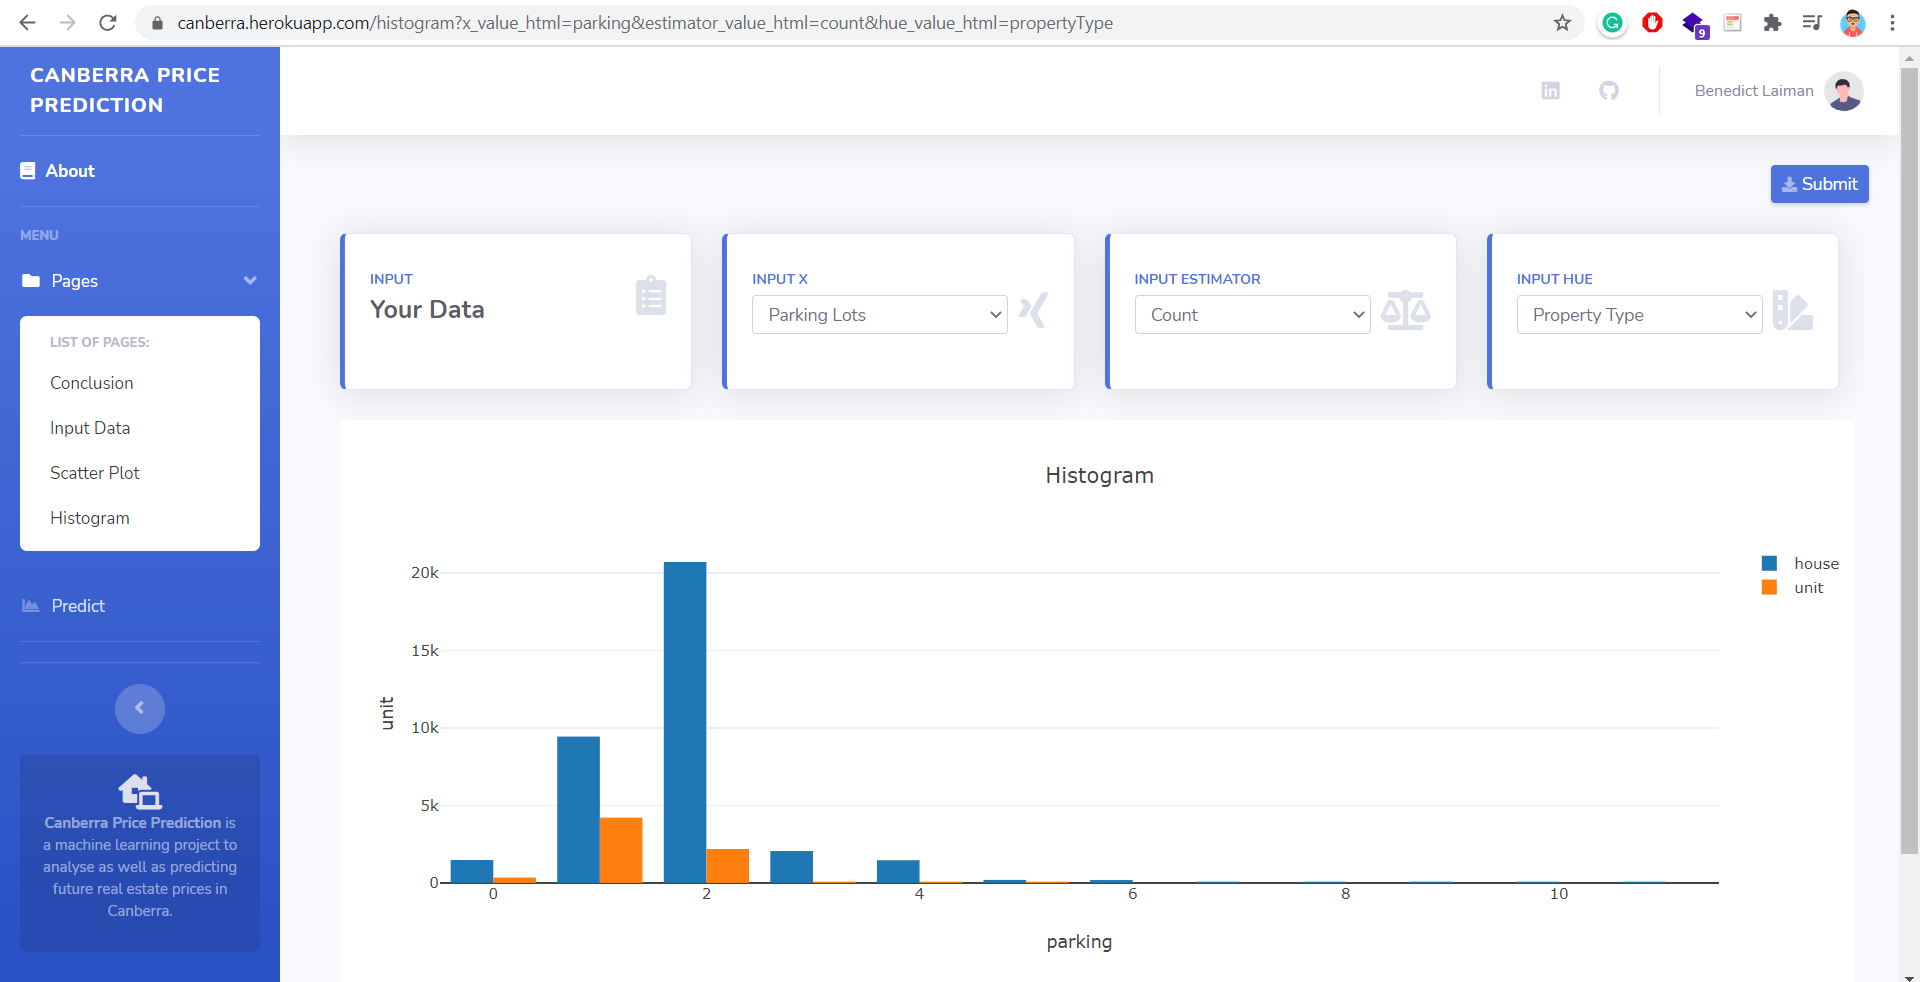 canberra.herokuapp.com/histogram?x_value_html=parking&estimator_value_html=count&hue_value_html=propertyType
9
CANBERRA PRICE
PREDICTION
Benedict Laiman
About
Submit
MENU
Pages
INPUT
Your Data
INPUT X
Parking Lots
INPUT ESTIMATOR
Count
INPUT HUE
Property Type
LIST OF PAGES:
Conclusion
Input Data
Scatter Plot
Histogram
Predict
Canberra Price Prediction is
a machine learning project to
analyse as well as predicting
future real estate prices in
Canberra.
Histogram
house
unit
20k
15k
10k
5k
0
unit
0 2 4 6 8 10
parking